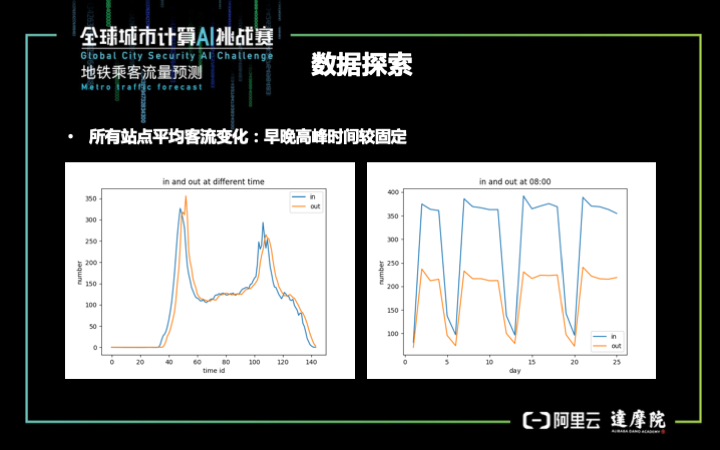 全球城市计算AI挑战赛
Global City Security AI Challenge
地铁乘客流量预测
Metro traffic forecast
数据探索
• 所有站点平均客流变化：早晚高峰时间较固定
in and out at different time
in
out
number
350
300
250
200
150
100
50
0
0 20 40 60 80 100 120 140
time id
in and out at 08:00
number
400
350
300
250
200
150
100
in
out
0 5 10 15 20 25
day
阿里云 達摩院
ALIBABA DAMO ACADEMY